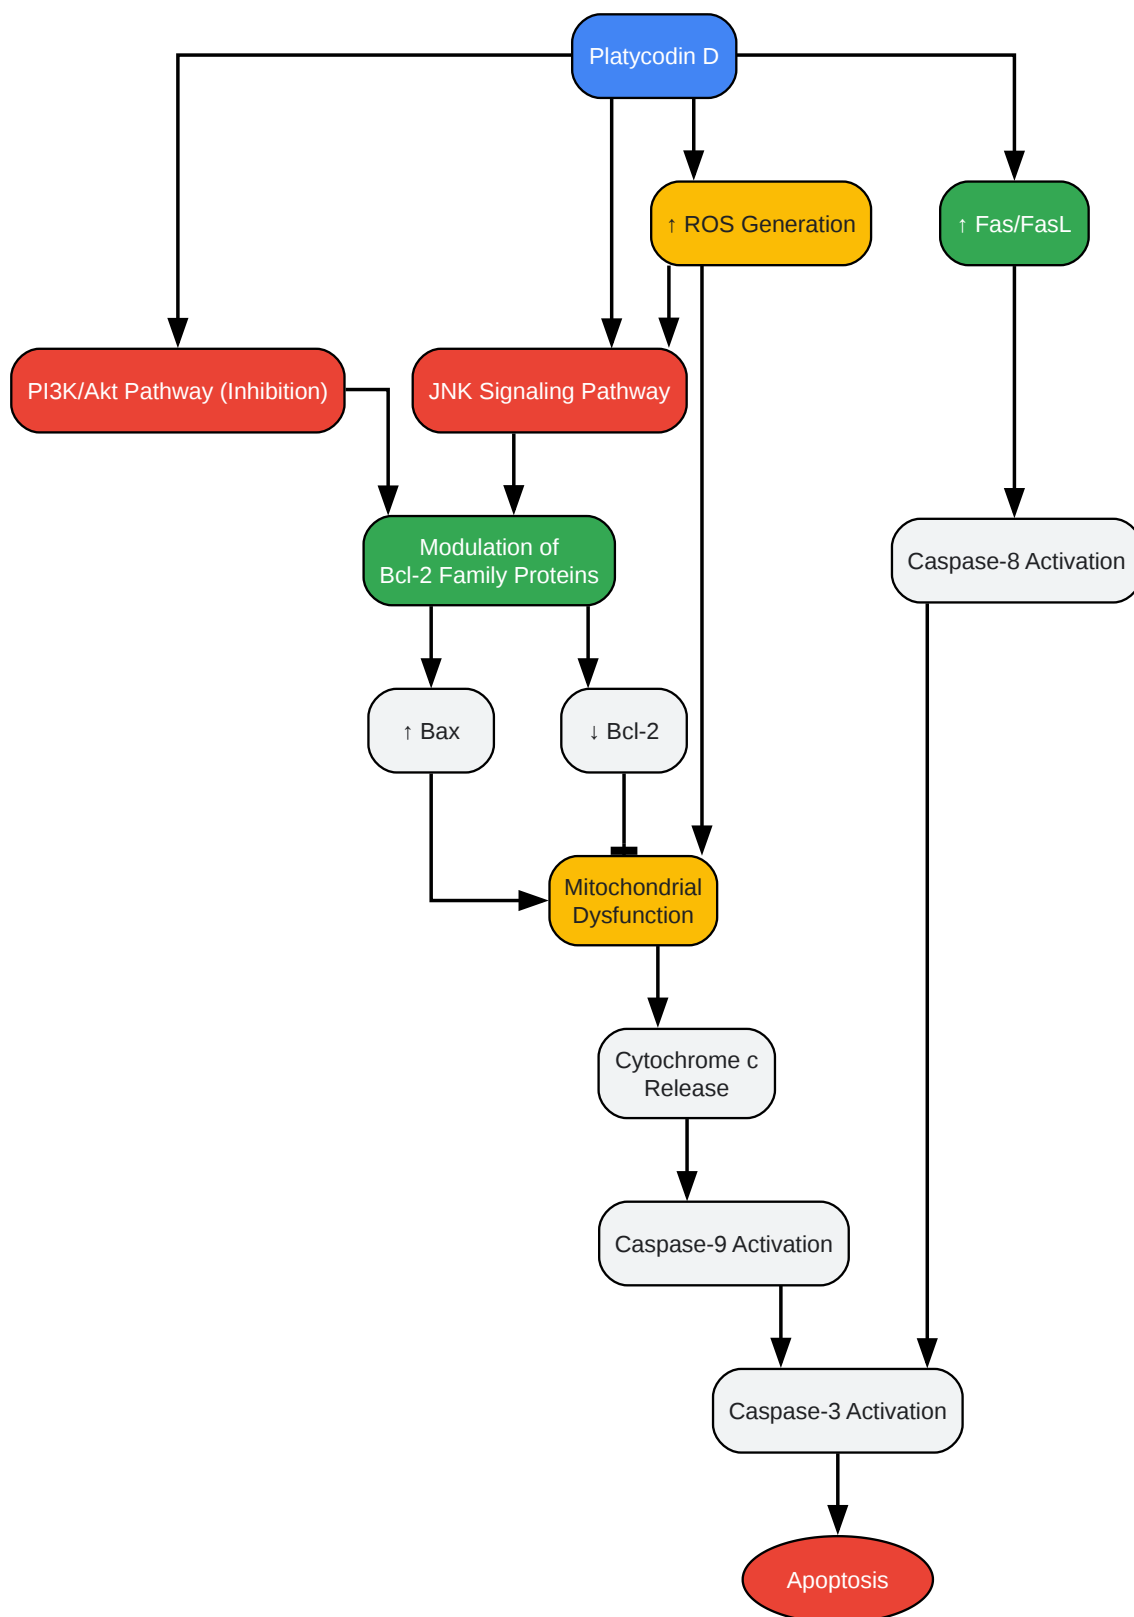 Platycodin D
↑ ROS Generation
↑ Fas/FasL
PI3K/Akt Pathway (Inhibition)
JNK Signaling Pathway
Modulation of
Bcl-2 Family Proteins
Caspase-8 Activation
↑ Bax
↓ Bcl-2
Mitochondrial
Dysfunction
Cytochrome c
Release
Caspase-9 Activation
Caspase-3 Activation
Apoptosis